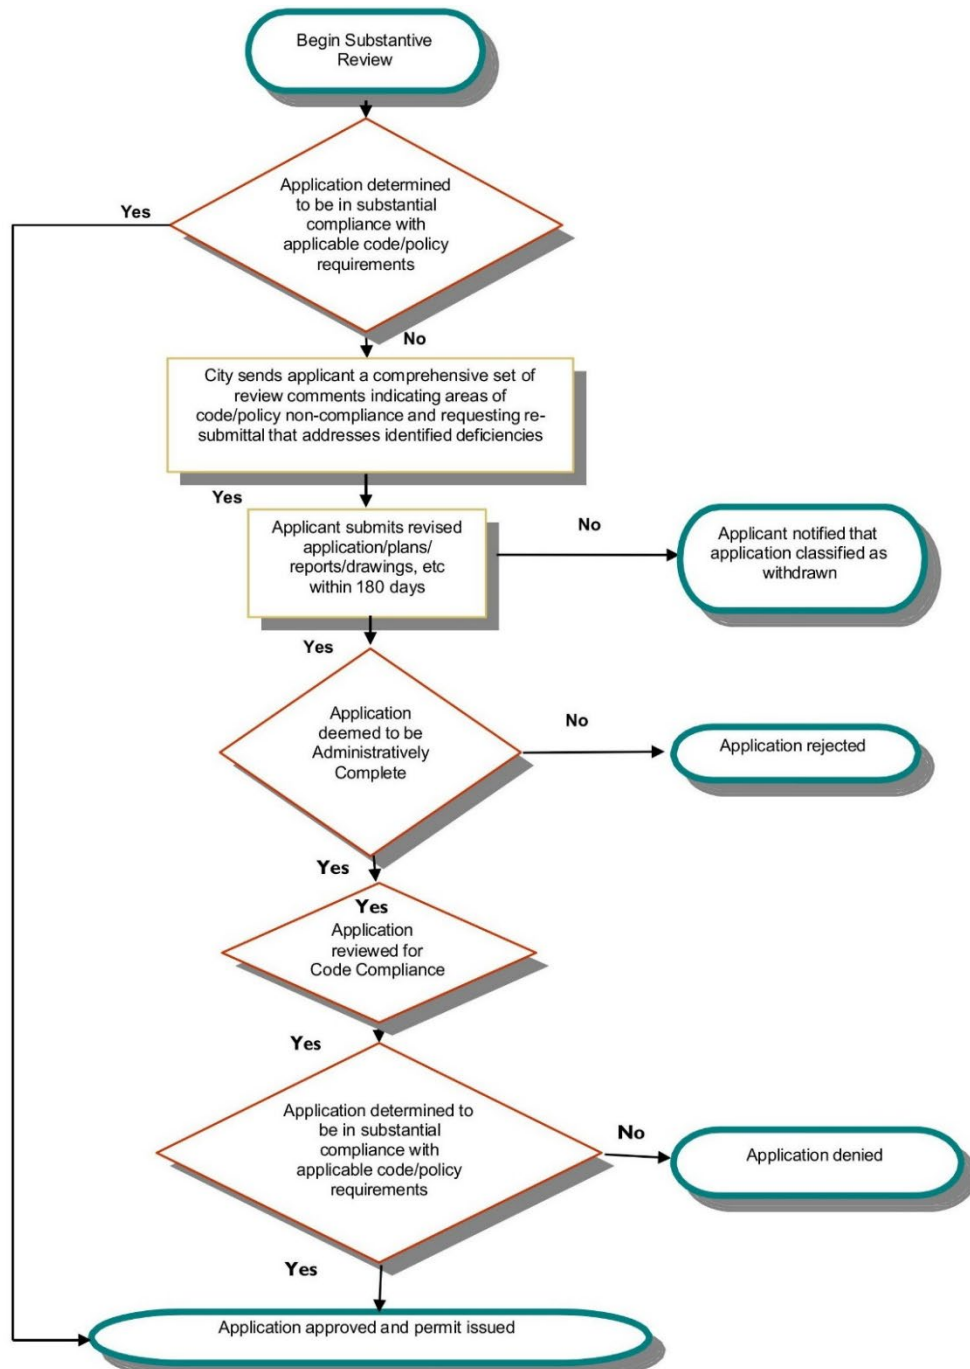 Begin Substantive
Review
Application determined
to be in substantial
compliance with
applicable code/policy
requirements
Yes
No
City sends applicant a comprehensive set of
review comments indicating areas of
code/policy non-compliance and requesting re-
submittal that addresses identified deficiencies
Yes
Applicant submits revised
application/plans/
reports/drawings, etc
within 180 days
No
Applicant notified that
application classified as
withdrawn
Yes
Application
deemed to be
Administratively
Complete
No
Application rejected
Yes
Yes
Application
reviewed for
Code Compliance
Yes
Application determined to
be in substantial
compliance with
applicable code/policy
requirements
No
Application denied
Yes
Application approved and permit issued